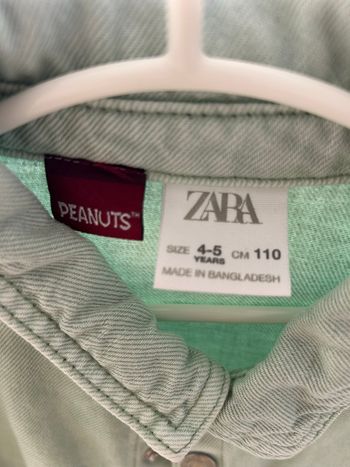 PEANUTS™
ZARA
SIZE 4-5 YEARS CM 110
MADE IN BANGLADESH